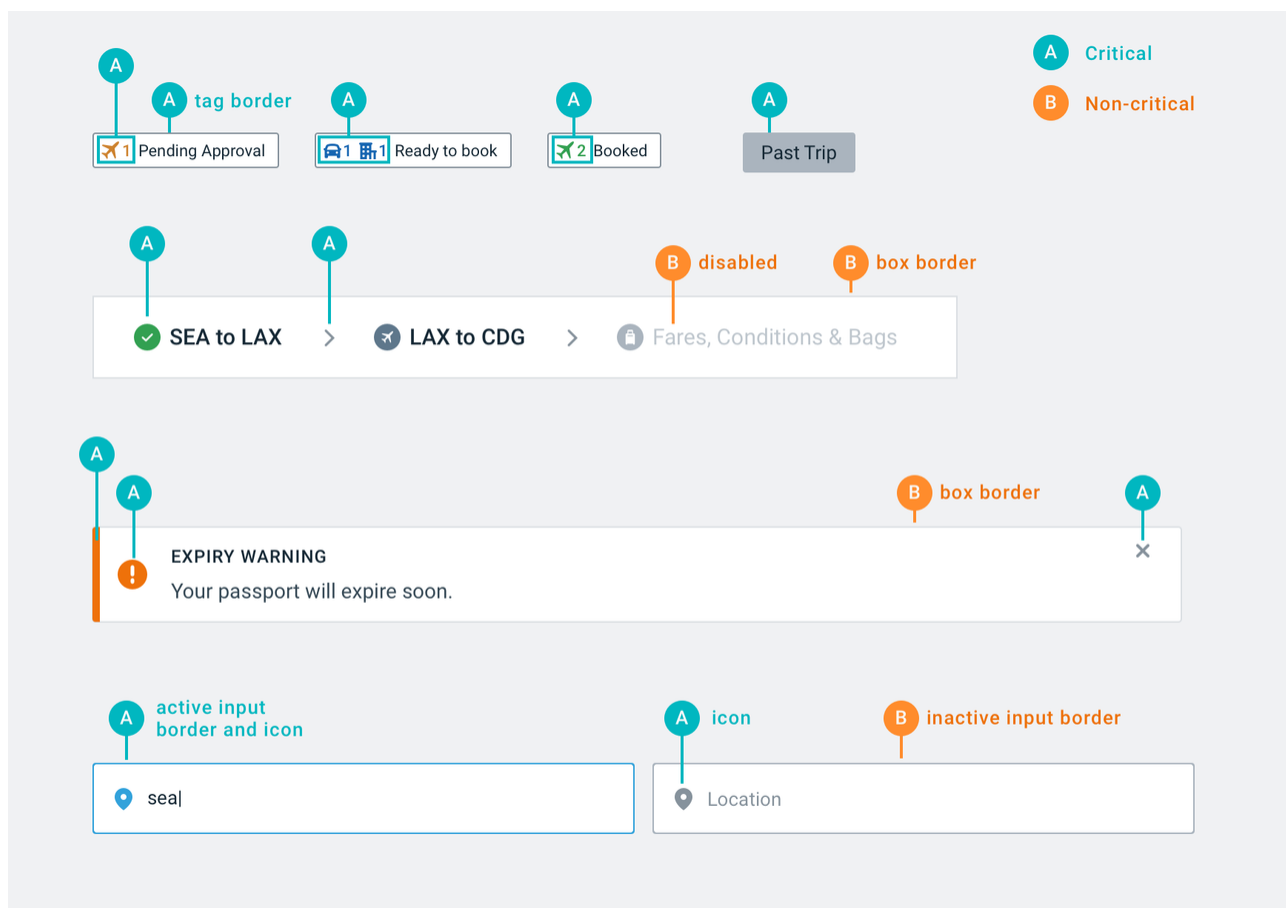 A Critical
A
A tag border
A
A
A
B Non-critical
1 Pending Approval
1 1 Ready to book
2 Booked
Past Trip
A
A
B disabled
B box border
SEA to LAX
LAX to CDG
Fares, Conditions & Bags
A
A
B box border
A
EXPIRY WARNING
Your passport will expire soon.
A active input
border and icon
A icon
B inactive input border
sea
Location